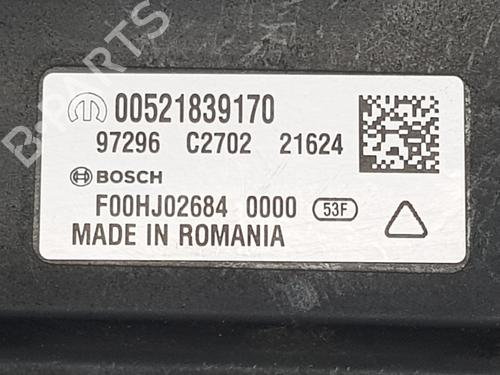 00521839170
97296 C2702 21624
BOSCH
F00HJ02684 0000 53F
MADE IN ROMANIA
B-PARTS